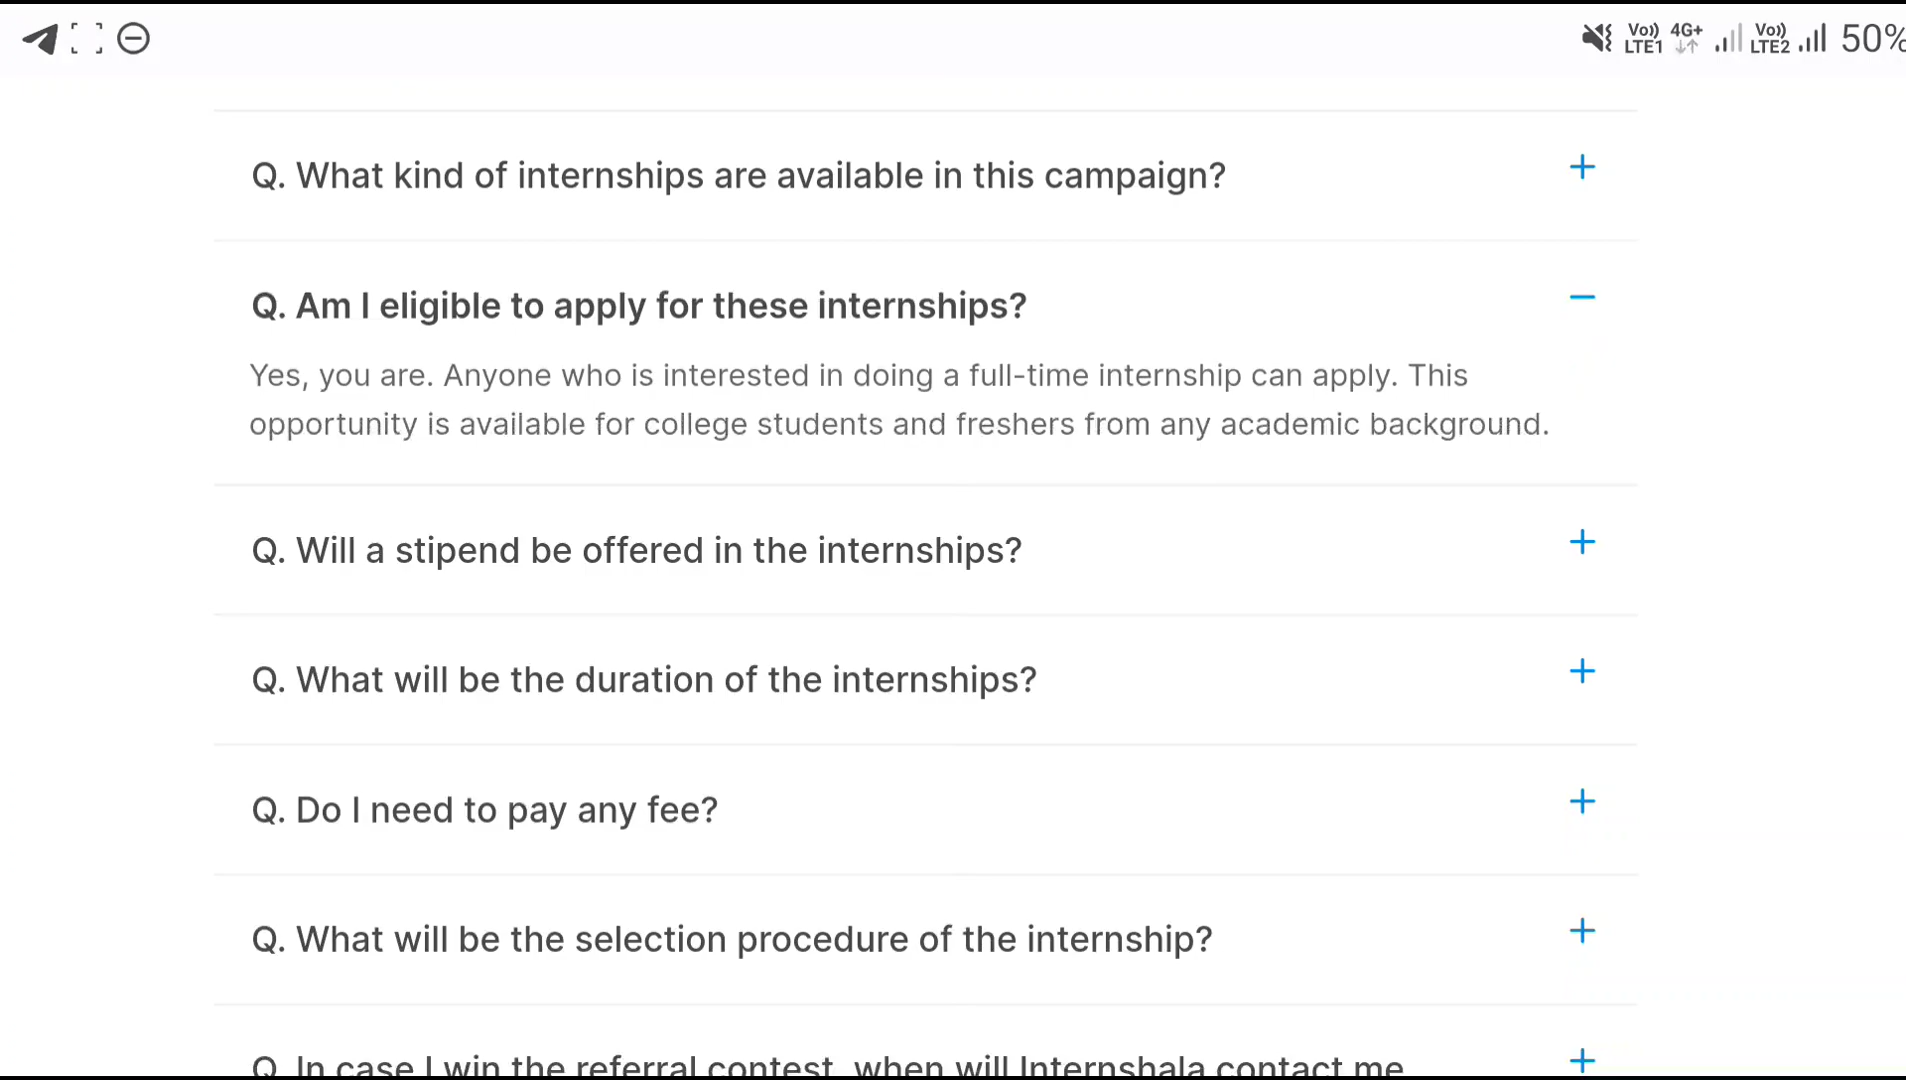 Vo)) LTE1 4G+ Vo)) LTE2 50%
Q. What kind of internships are available in this campaign?
Q. Am I eligible to apply for these internships?
Yes, you are. Anyone who is interested in doing a full-time internship can apply. This
opportunity is available for college students and freshers from any academic background.
Q. Will a stipend be offered in the internships?
Q. What will be the duration of the internships?
Q. Do I need to pay any fee?
Q. What will be the selection procedure of the internship?
Q. In case I win the referral contest, when will Internshala contact me